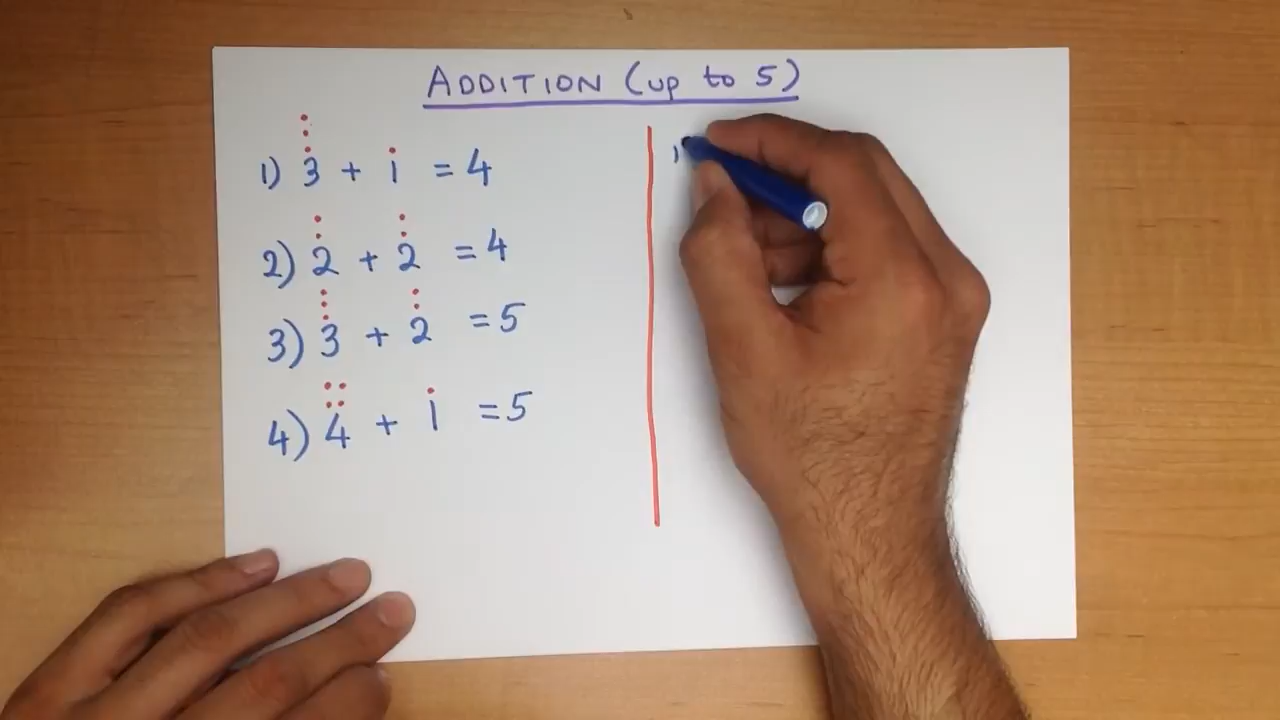 ADDITION (up to 5)
1) 3 + 1 = 4
2) 2 + 2 = 4
3) 3 + 2 = 5
4) 4 + 1 = 5
1)